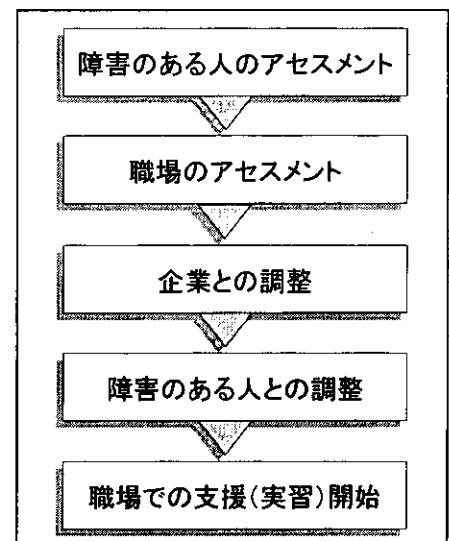 障害のある人のアセスメント
職場のアセスメント
企業との調整
障害のある人との調整
職場での支援(実習)開始